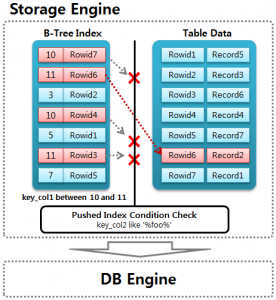 Storage Engine
B-Tree Index
Table Data
10 Rowid7
11 Rowid6
3 Rowid2
10 Rowid4
5 Rowid1
11 Rowid3
7 Rowid5
Rowid1 Record5
Rowid2 Record3
Rowid3 Record6
Rowid4 Record4
Rowid5 Record7
Rowid6 Record2
Rowid7 Record1
key_col1 between 10 and 11
Pushed Index Condition Check
key_col2 like '%foo%'
DB Engine